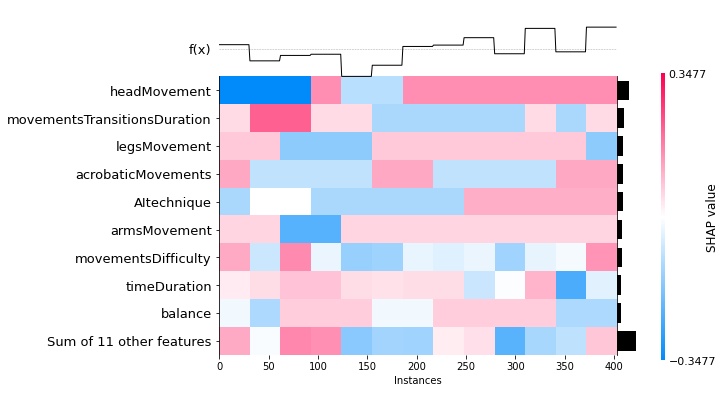 f(x)
headMovement
movementsTransitionsDuration
legsMovement
acrobaticMovements
AItechnique
armsMovement
movementsDifficulty
timeDuration
balance
Sum of 11 other features
0 50 100 150 200 250 300 350 400
Instances
0.3477
SHAP value
−0.3477